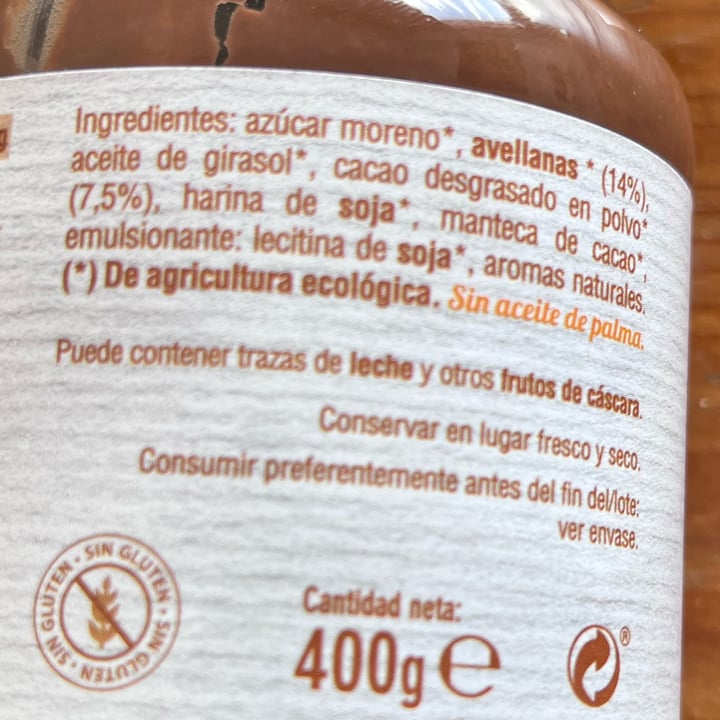 Ingredientes: azúcar moreno*, avellanas * (14%),
aceite de girasol*, cacao desgrasado en polvo*
(7,5%), harina de soja*, manteca de cacao*,
emulsionante: lecitina de soja*, aromas naturales.
(*) De agricultura ecológica. Sin aceite de palma.
Puede contener trazas de leche y otros frutos de cáscara.
Conservar en lugar fresco y seco.
Consumir preferentemente antes del fin del/lote:
ver envase.
SIN GLUTEN • SIN GLUTEN • SIN GLUTEN •
Cantidad neta:
400g e
®